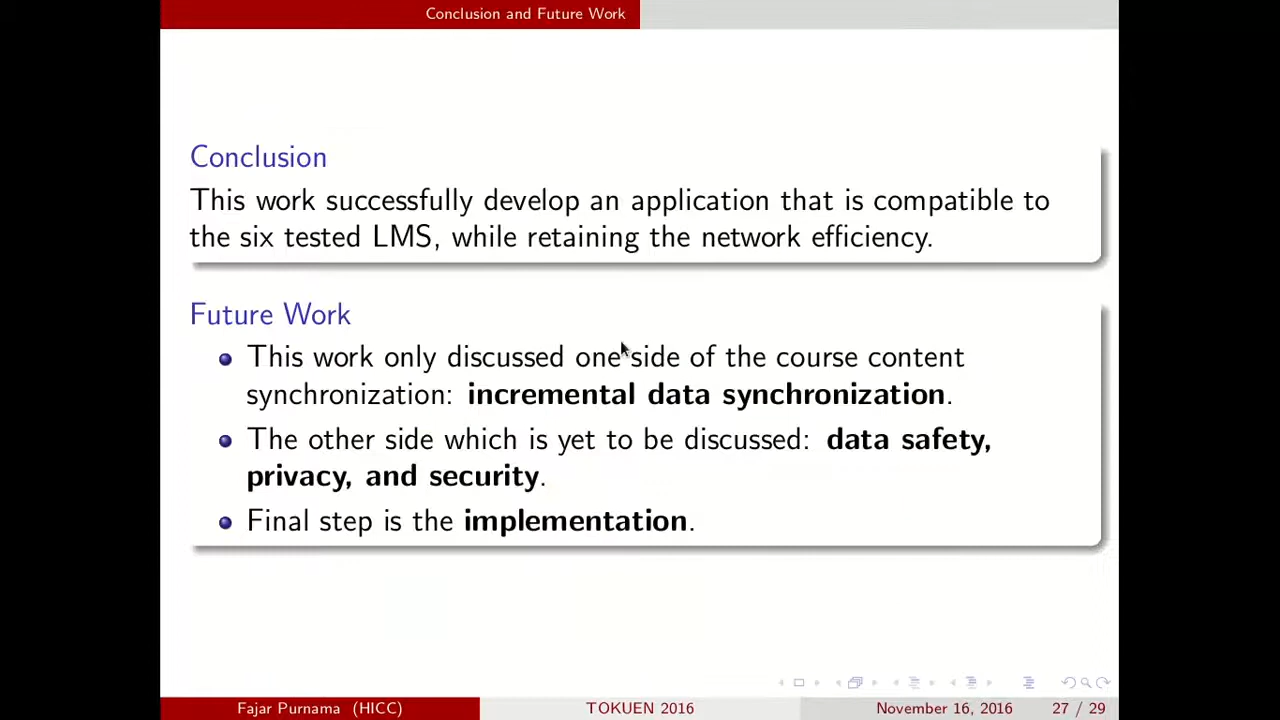 Conclusion and Future Work
Conclusion
This work successfully develop an application that is compatible to
the six tested LMS, while retaining the network efficiency.
Future Work
This work only discussed one side of the course content
synchronization: incremental data synchronization.
The other side which is yet to be discussed: data safety,
privacy, and security.
Final step is the implementation.
Fajar Purnama (HICC)
TOKUEN 2016
November 16, 2016
27 / 29